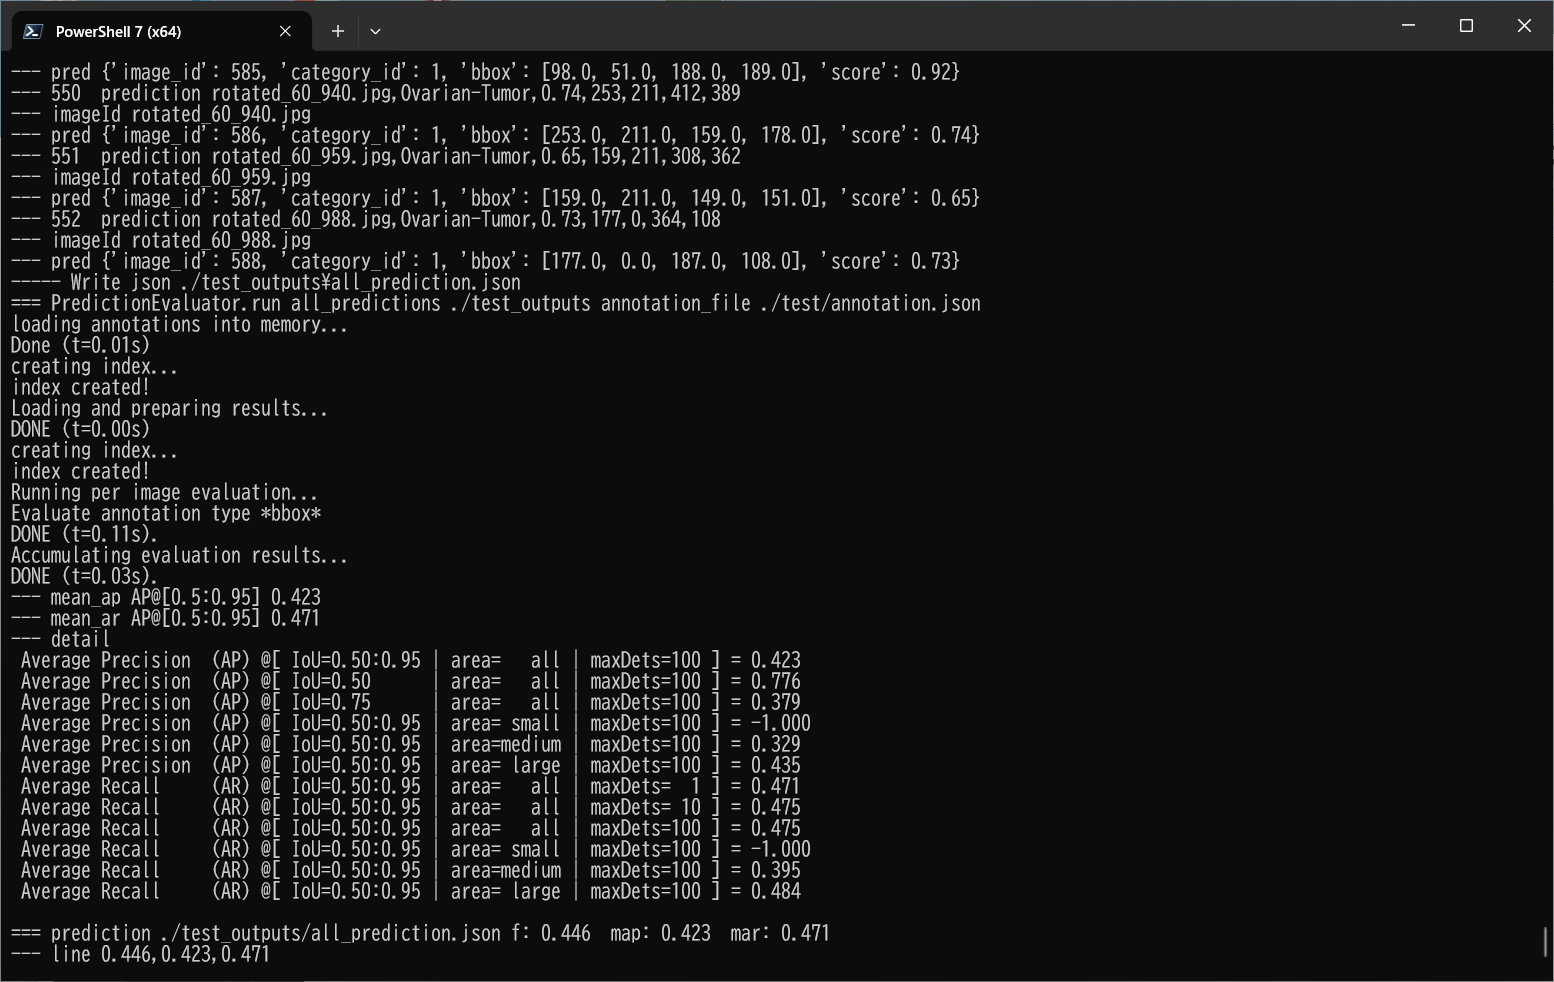 PowerShell 7 (x64)
--- pred {'image_id': 585, 'category_id': 1, 'bbox': [98.0, 51.0, 188.0, 189.0], 'score': 0.92}
--- 550  prediction rotated_60_940.jpg,Ovarian-Tumor,0.74,253,211,412,389
--- imageId rotated_60_940.jpg
--- pred {'image_id': 586, 'category_id': 1, 'bbox': [253.0, 211.0, 159.0, 178.0], 'score': 0.74}
--- 551  prediction rotated_60_959.jpg,Ovarian-Tumor,0.65,159,211,308,362
--- imageId rotated_60_959.jpg
--- pred {'image_id': 587, 'category_id': 1, 'bbox': [159.0, 211.0, 149.0, 151.0], 'score': 0.65}
--- 552  prediction rotated_60_988.jpg,Ovarian-Tumor,0.73,177,0,364,108
--- imageId rotated_60_988.jpg
--- pred {'image_id': 588, 'category_id': 1, 'bbox': [177.0, 0.0, 187.0, 108.0], 'score': 0.73}
----- Write json ./test_outputs¥all_prediction.json
=== PredictionEvaluator.run all_predictions ./test_outputs annotation_file ./test/annotation.json
loading annotations into memory...
Done (t=0.01s)
creating index...
index created!
Loading and preparing results...
DONE (t=0.00s)
creating index...
index created!
Running per image evaluation...
Evaluate annotation type *bbox*
DONE (t=0.11s).
Accumulating evaluation results...
DONE (t=0.03s).
--- mean_ap AP@[0.5:0.95] 0.423
--- mean_ar AP@[0.5:0.95] 0.471
--- detail
 Average Precision  (AP) @[ IoU=0.50:0.95 | area=   all | maxDets=100 ] = 0.423
 Average Precision  (AP) @[ IoU=0.50      | area=   all | maxDets=100 ] = 0.776
 Average Precision  (AP) @[ IoU=0.75      | area=   all | maxDets=100 ] = 0.379
 Average Precision  (AP) @[ IoU=0.50:0.95 | area= small | maxDets=100 ] = -1.000
 Average Precision  (AP) @[ IoU=0.50:0.95 | area=medium | maxDets=100 ] = 0.329
 Average Precision  (AP) @[ IoU=0.50:0.95 | area= large | maxDets=100 ] = 0.435
 Average Recall     (AR) @[ IoU=0.50:0.95 | area=   all | maxDets=  1 ] = 0.471
 Average Recall     (AR) @[ IoU=0.50:0.95 | area=   all | maxDets= 10 ] = 0.475
 Average Recall     (AR) @[ IoU=0.50:0.95 | area=   all | maxDets=100 ] = 0.475
 Average Recall     (AR) @[ IoU=0.50:0.95 | area= small | maxDets=100 ] = -1.000
 Average Recall     (AR) @[ IoU=0.50:0.95 | area=medium | maxDets=100 ] = 0.395
 Average Recall     (AR) @[ IoU=0.50:0.95 | area= large | maxDets=100 ] = 0.484
=== prediction ./test_outputs/all_prediction.json f: 0.446  map: 0.423  mar: 0.471
--- line 0.446,0.423,0.471